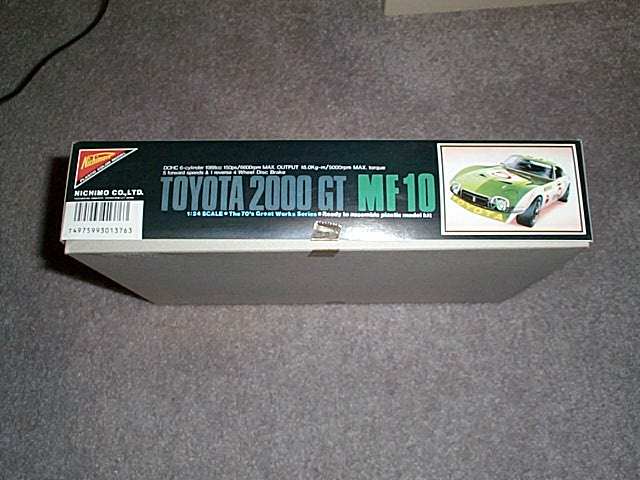 Nichimo
NICHIMO CO.,LTD.
4975993013763
DOHC 6-cylinder 1988cc 150ps/6600rpm MAX. OUTPUT 18.0Kg-m/5000rpm MAX. torque
5 forward speeds & 1 reverse 4 Wheel Disc Brake
TOYOTA 2000 GT MF 10
1:24 SCALE ● The 70's Great Works Series ● Ready to assemble plastic model kit
TOYOTA